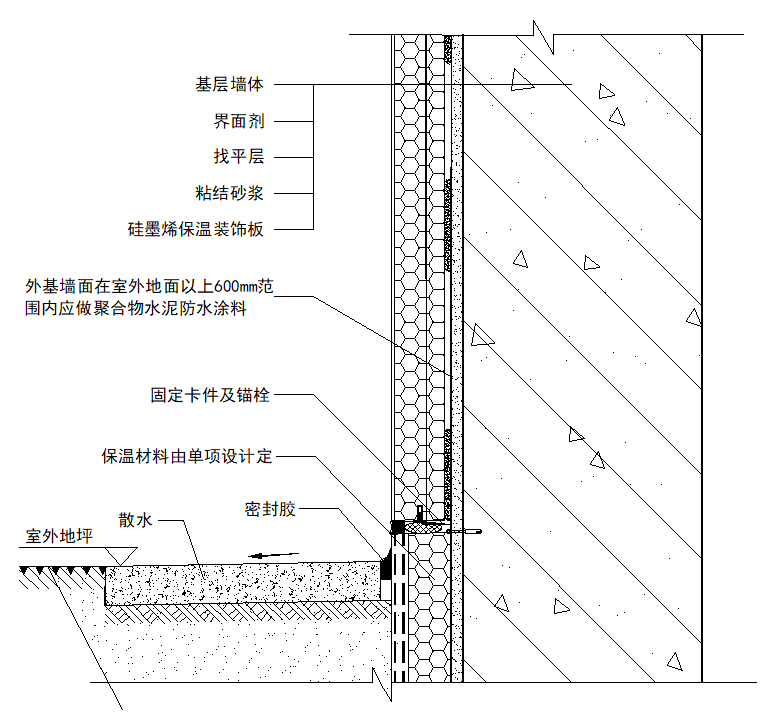 基层墙体
界面剂
找平层
粘结砂浆
硅墨烯保温装饰板
外基墙面在室外地面以上600mm范
围内应做聚合物水泥防水涂料
固定卡件及锚栓
保温材料由单项设计定
密封胶
散水
室外地坪